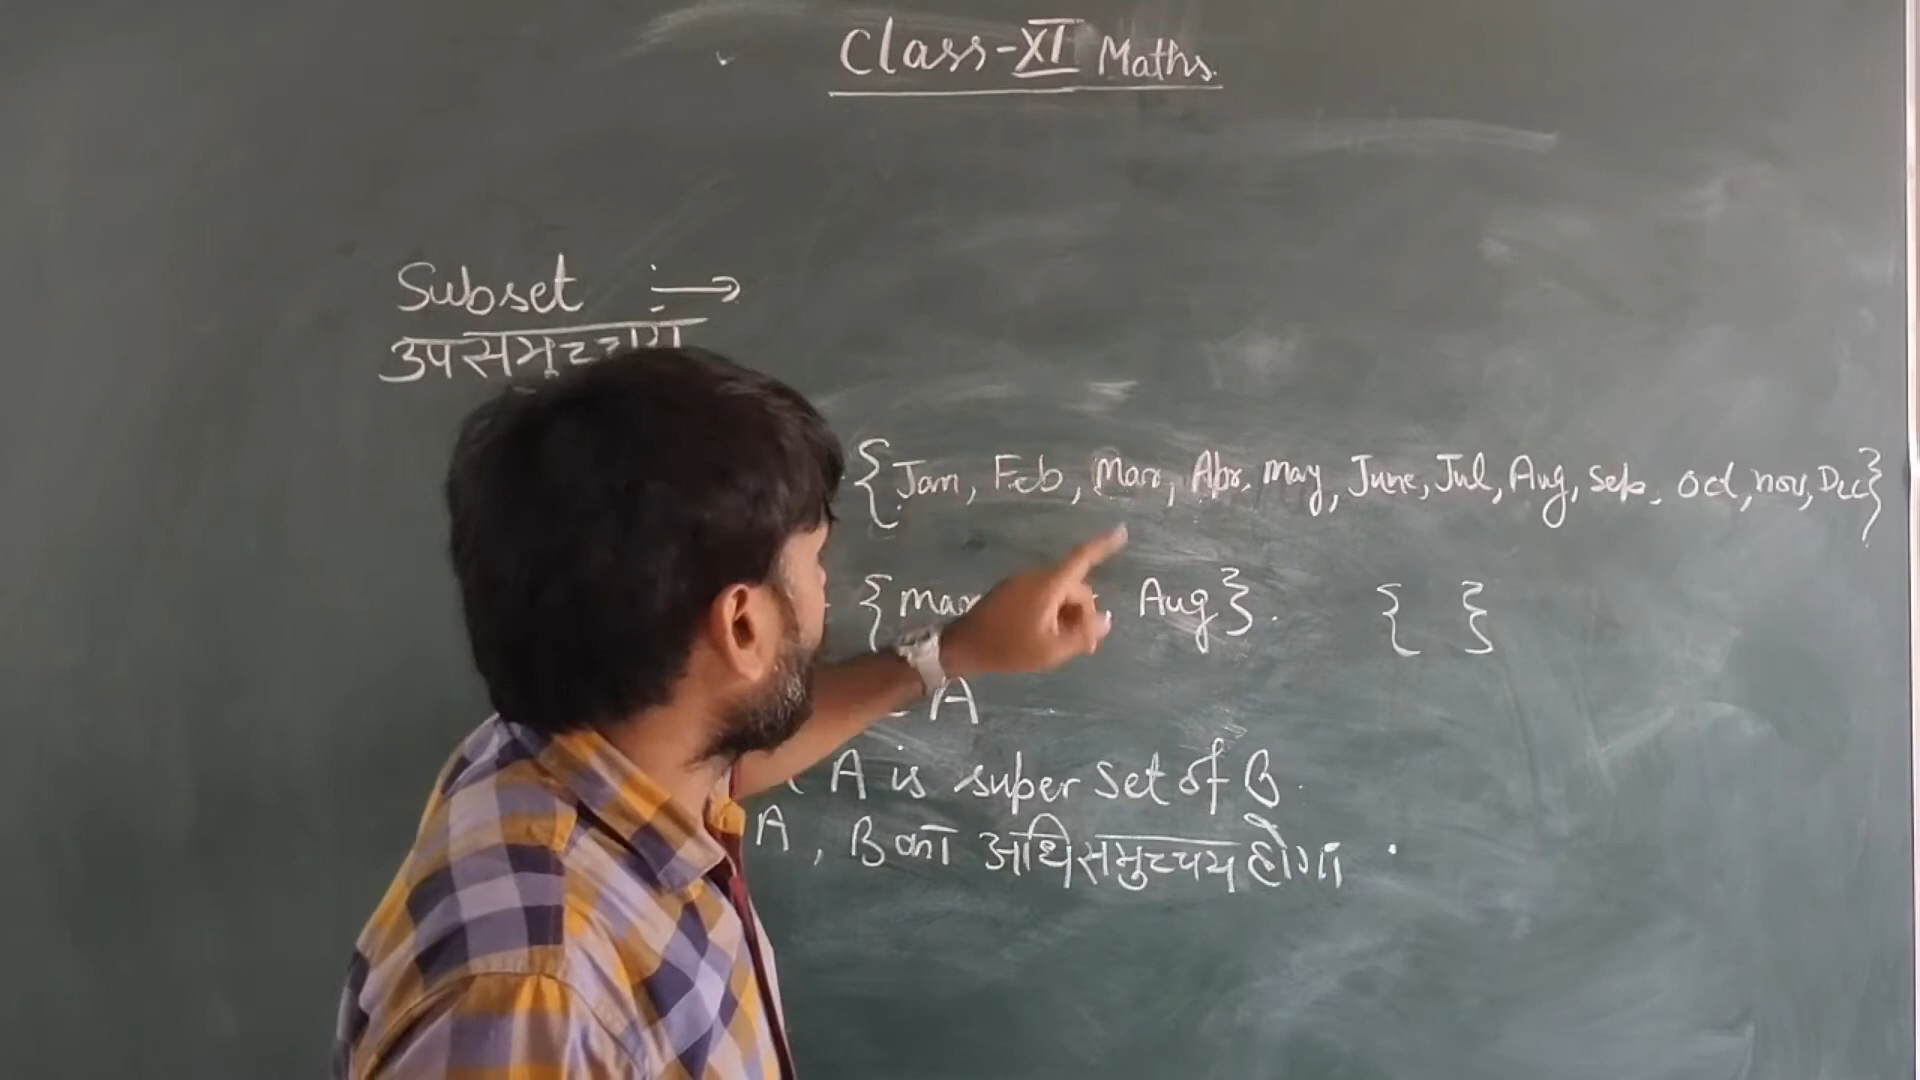 Class-XI Maths.
Subset :→
उपसमुच्चय
{Jan, Feb, Mar, Apr, May, June, Jul, Aug, Sep, Oct, nov, Dec}
{mar , Aug}. { }
A
A is super set of B.
A, B का अधिसमुच्चय होगा .